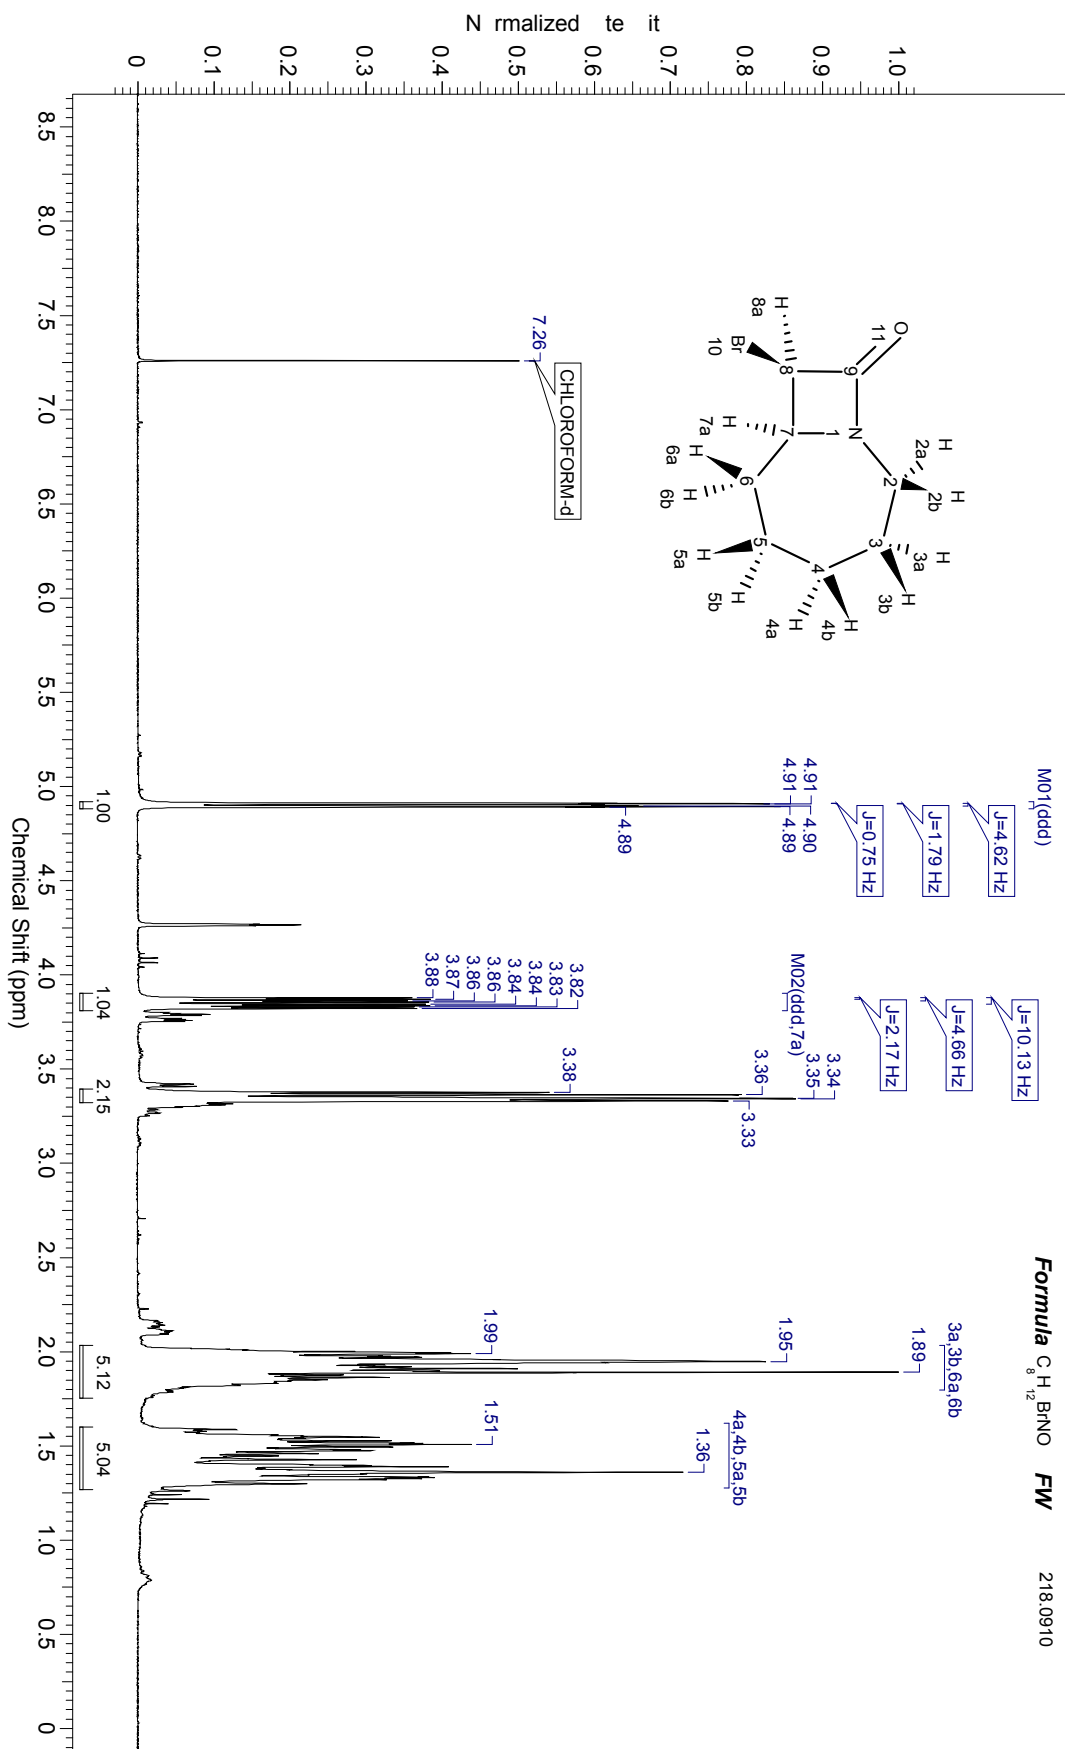 Formula C H BrNO FW 218.0910
8 12
M01(ddd)
J=4.62 Hz
J=1.79 Hz
J=0.75 Hz
4.91
4.91
4.90
4.89
4.89
J=10.13 Hz
J=4.66 Hz
J=2.17 Hz
M02(ddd,7a)
3.82
3.83
3.84
3.84
3.86
3.86
3.87
3.88
3.34
3.35
3.36
3.38
3.33
3a,3b,6a,6b
1.89
1.95
1.99
4a,4b,5a,5b
1.36
1.51
7.26
CHLOROFORM-d
O
11
H
8a
Br
10
8
9
N
1
7
H
7a
H
6a
H
6b
6
2
H
2a
H
2b
3
H
3a
H
3b
5
H
5a
H
5b
4
H
4a
H
4b
N rmalized te it
1.0
0.9
0.8
0.7
0.6
0.5
0.4
0.3
0.2
0.1
0
1.00
1.04
2.15
5.12
5.04
8.5 8.0 7.5 7.0 6.5 6.0 5.5 5.0 4.5 4.0 3.5 3.0 2.5 2.0 1.5 1.0 0.5 0
Chemical Shift (ppm)